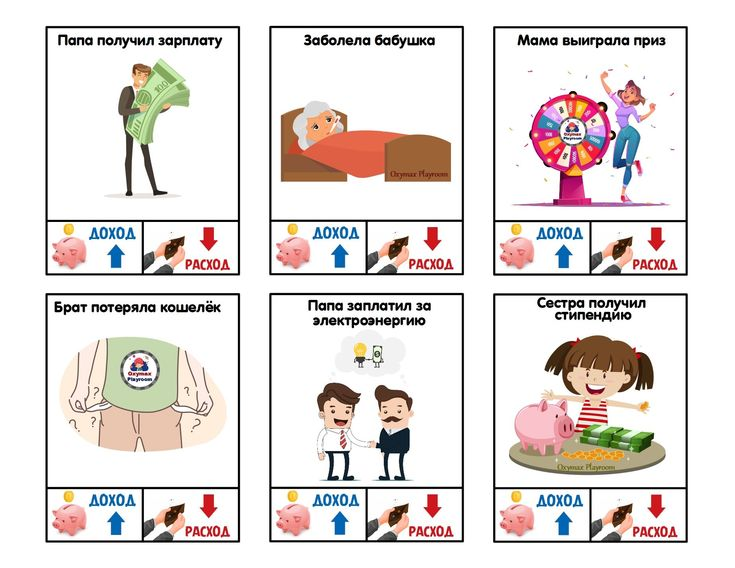 Папа получил зарплату
100
ДОХОД
РАСХОД
Заболела бабушка
Oxymax Playroom
ДОХОД
РАСХОД
Мама выиграла приз
Oxymax
Playroom
ДОХОД
РАСХОД
Брат потеряла кошелёк
Oxymax
Playroom
ДОХОД
РАСХОД
Папа заплатил за
электроэнергию
ДОХОД
РАСХОД
Сестра получил
стипендию
Oxymax Playroom
ДОХОД
РАСХОД